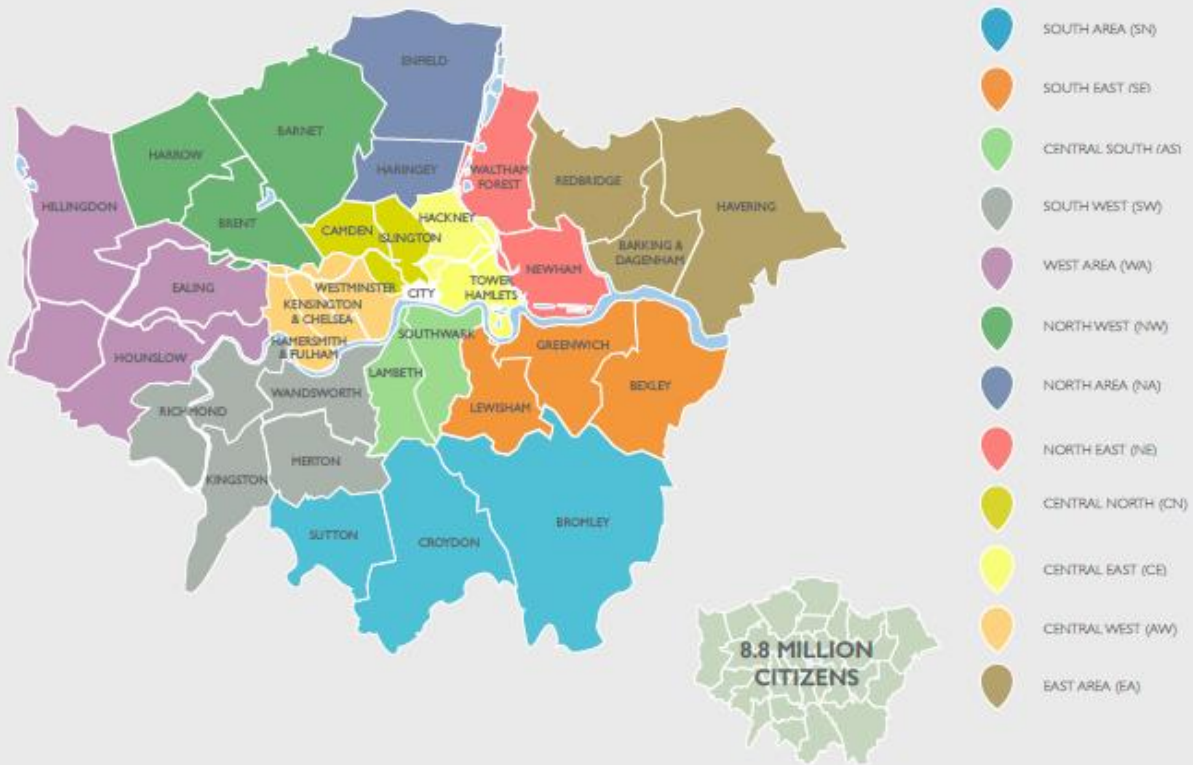 ENFIELD
BARNET
HARROW
HARINGEY
WALTHAM
FOREST
REDBRIDGE
HAVERING
HILLINGDON
BRENT
HACKNEY
CAMDEN
ISLINGTON
BARKING &
DAGENHAM
NEWHAM
EALING
WESTMINSTER
CITY
TOWER
HAMLETS
KENSINGTON
& CHELSEA
SOUTHWARK
HAMERSMITH
& FULHAM
GREENWICH
HOUNSLOW
LAMBETH
BEXLEY
WANDSWORTH
RICHMOND
LEWISHAM
MERTON
KINGSTON
SUTTON
CROYDON
BROMLEY
8.8 MILLION
CITIZENS
SOUTH AREA (SN)
SOUTH EAST (SE)
CENTRAL SOUTH (AS)
SOUTH WEST (SW)
WEST AREA (WA)
NORTH WEST (NW)
NORTH AREA (NA)
NORTH EAST (NE)
CENTRAL NORTH (CN)
CENTRAL EAST (CE)
CENTRAL WEST (AW)
EAST AREA (EA)